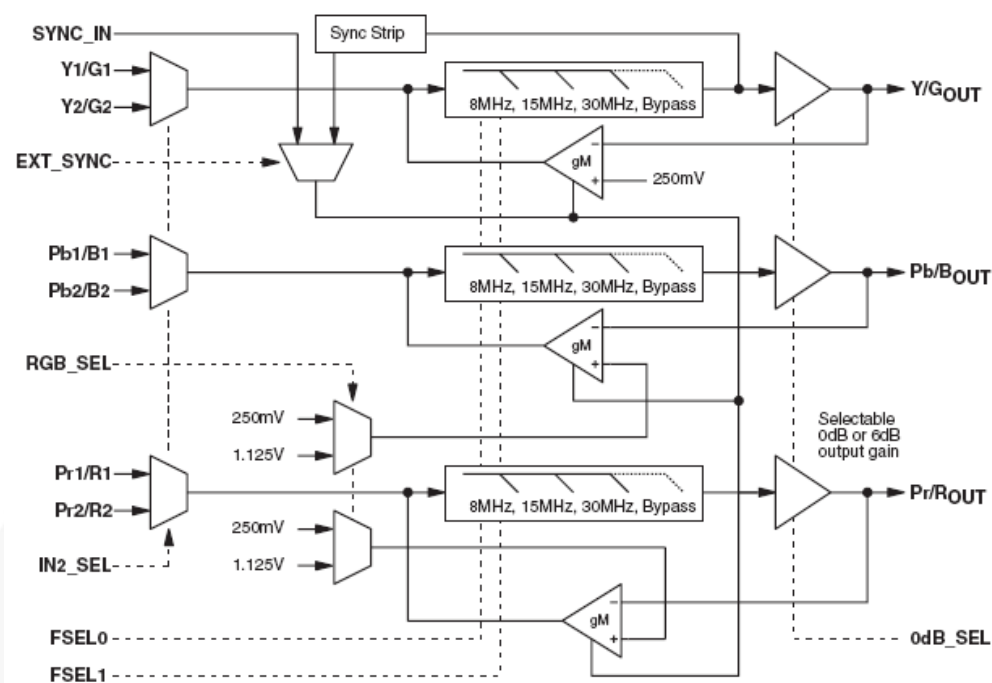 SYNC_IN
Sync Strip
Y1/G1
Y2/G2
8MHz, 15MHz, 30MHz, Bypass
Y/GOUT
EXT_SYNC
gM
−
+
250mV
Pb1/B1
Pb2/B2
8MHz, 15MHz, 30MHz, Bypass
Pb/BOUT
gM
−
+
RGB_SEL
250mV
1.125V
Selectable
0dB or 6dB
output gain
Pr1/R1
Pr2/R2
8MHz, 15MHz, 30MHz, Bypass
Pr/ROUT
250mV
1.125V
IN2_SEL
gM
−
+
FSEL0
0dB_SEL
FSEL1